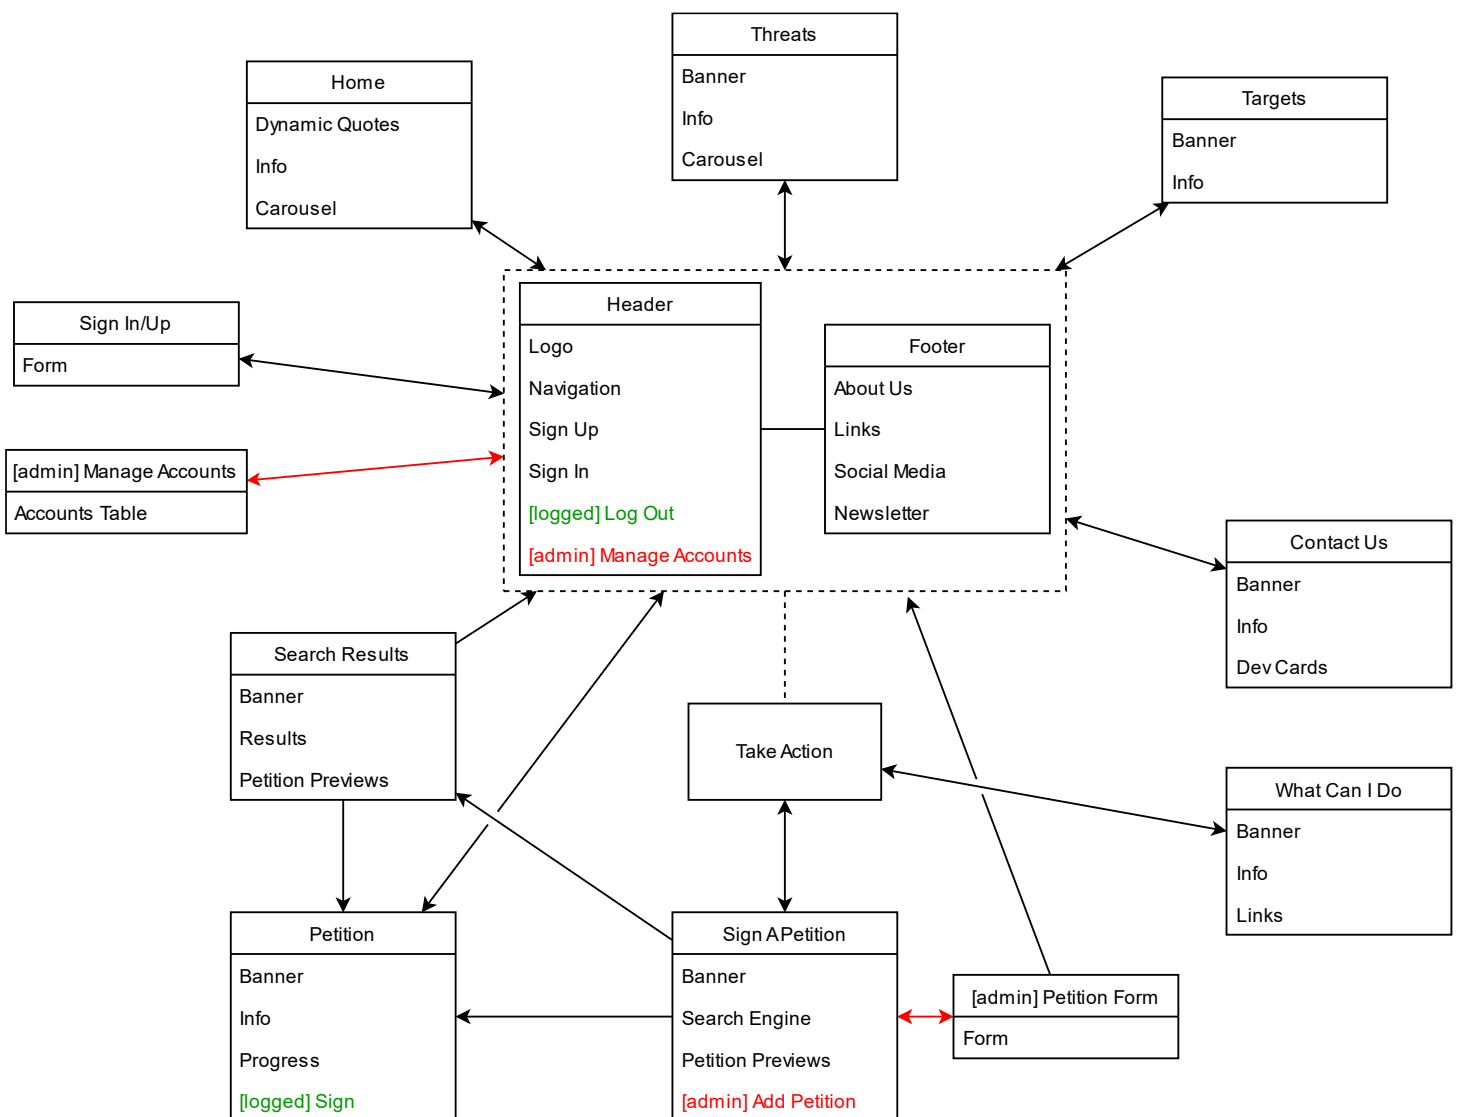 Threats
Banner
Info
Carousel
Home
Dynamic Quotes
Info
Carousel
Targets
Banner
Info
Sign In/Up
Form
[admin] Manage Accounts
Accounts Table
Header
Logo
Navigation
Sign Up
Sign In
[logged] Log Out
[admin] Manage Accounts
Footer
About Us
Links
Social Media
Newsletter
Contact Us
Banner
Info
Dev Cards
Search Results
Banner
Results
Petition Previews
Take Action
What Can I Do
Banner
Info
Links
Petition
Banner
Info
Progress
[logged] Sign
Sign A Petition
Banner
Search Engine
Petition Previews
[admin] Add Petition
[admin] Petition Form
Form